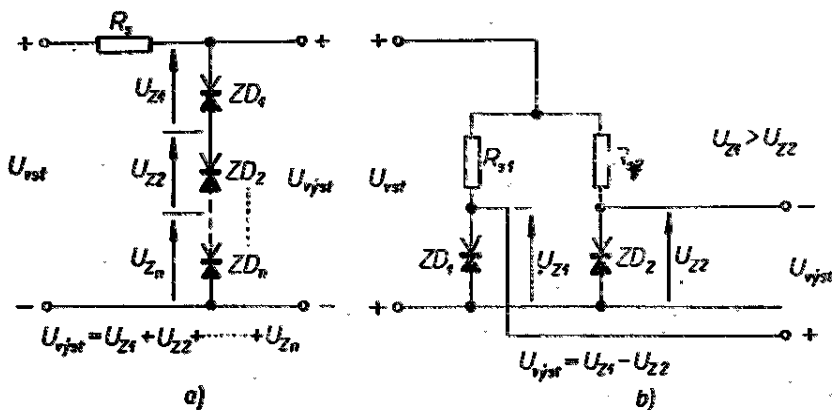 R_s
+ +
U_Z1 ZD_1
U_vst U_Z2 ZD_2 U_výst
U_Zn ZD_n
− −
U_výst = U_Z1 + U_Z2 + ······ + U_Zn
a)
+
R_s1 U_Z1 > U_Z2
U_vst −
ZD_1 U_Z1 ZD_2 U_Z2 U_výst
+ +
U_výst = U_Z1 − U_Z2
b)